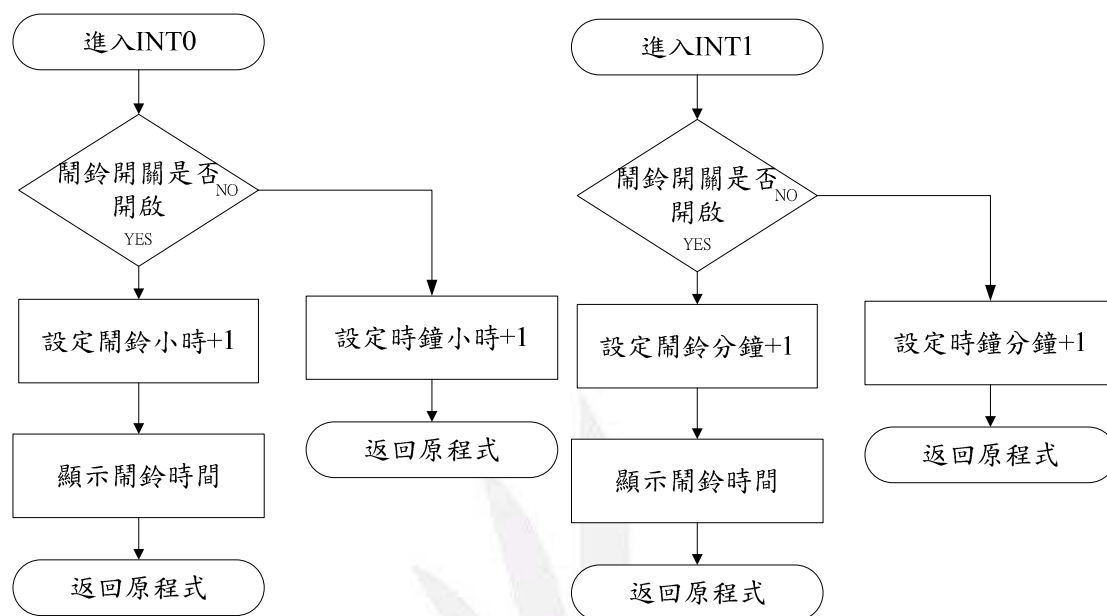 進入INT0
鬧鈴開關是否
開啟
NO
YES
設定鬧鈴小時+1
設定時鐘小時+1
顯示鬧鈴時間
返回原程式
返回原程式
進入INT1
鬧鈴開關是否
開啟
NO
YES
設定鬧鈴分鐘+1
設定時鐘分鐘+1
顯示鬧鈴時間
返回原程式
返回原程式